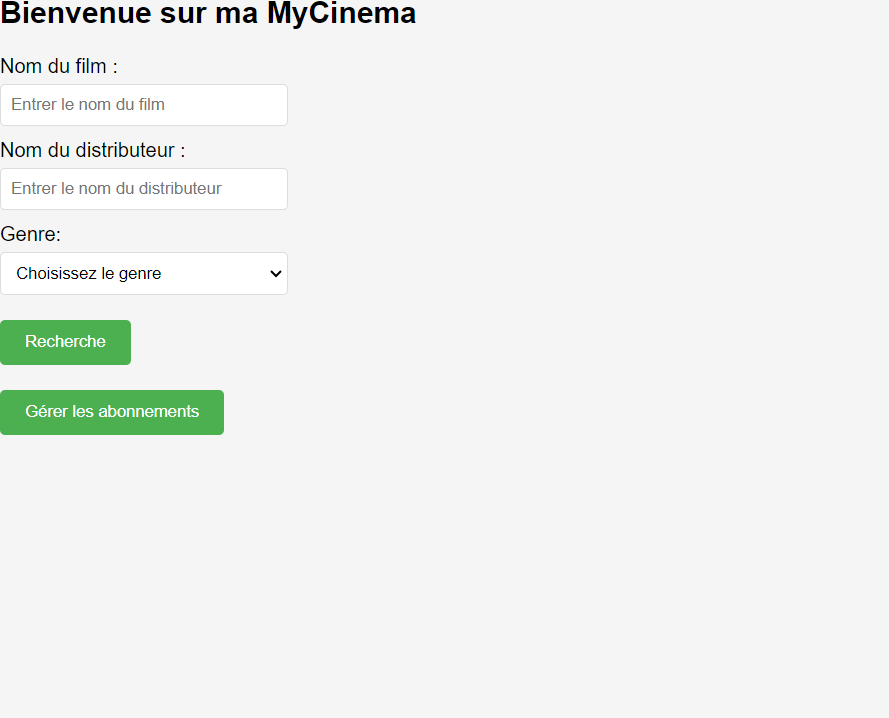 Bienvenue sur ma MyCinema
Nom du film :
Entrer le nom du film
Nom du distributeur :
Entrer le nom du distributeur
Genre:
Choisissez le genre
Recherche
Gérer les abonnements